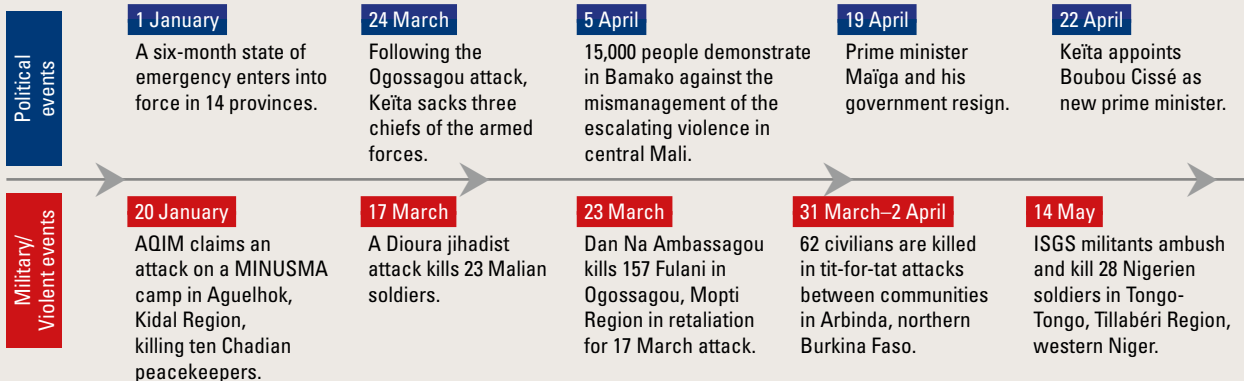 Political
events
1 January
A six-month state of
emergency enters into
force in 14 provinces.
24 March
Following the
Ogossagou attack,
Keïta sacks three
chiefs of the armed
forces.
5 April
15,000 people demonstrate
in Bamako against the
mismanagement of the
escalating violence in
central Mali.
19 April
Prime minister
Maïga and his
government resign.
22 April
Keïta appoints
Boubou Cissé as
new prime minister.
Military/
Violent events
20 January
AQIM claims an
attack on a MINUSMA
camp in Aguelhok,
Kidal Region,
killing ten Chadian
peacekeepers.
17 March
A Dioura jihadist
attack kills 23 Malian
soldiers.
23 March
Dan Na Ambassagou
kills 157 Fulani in
Ogossagou, Mopti
Region in retaliation
for 17 March attack.
31 March–2 April
62 civilians are killed
in tit-for-tat attacks
between communities
in Arbinda, northern
Burkina Faso.
14 May
ISGS militants ambush
and kill 28 Nigerien
soldiers in Tongo-
Tongo, Tillabéri Region,
western Niger.